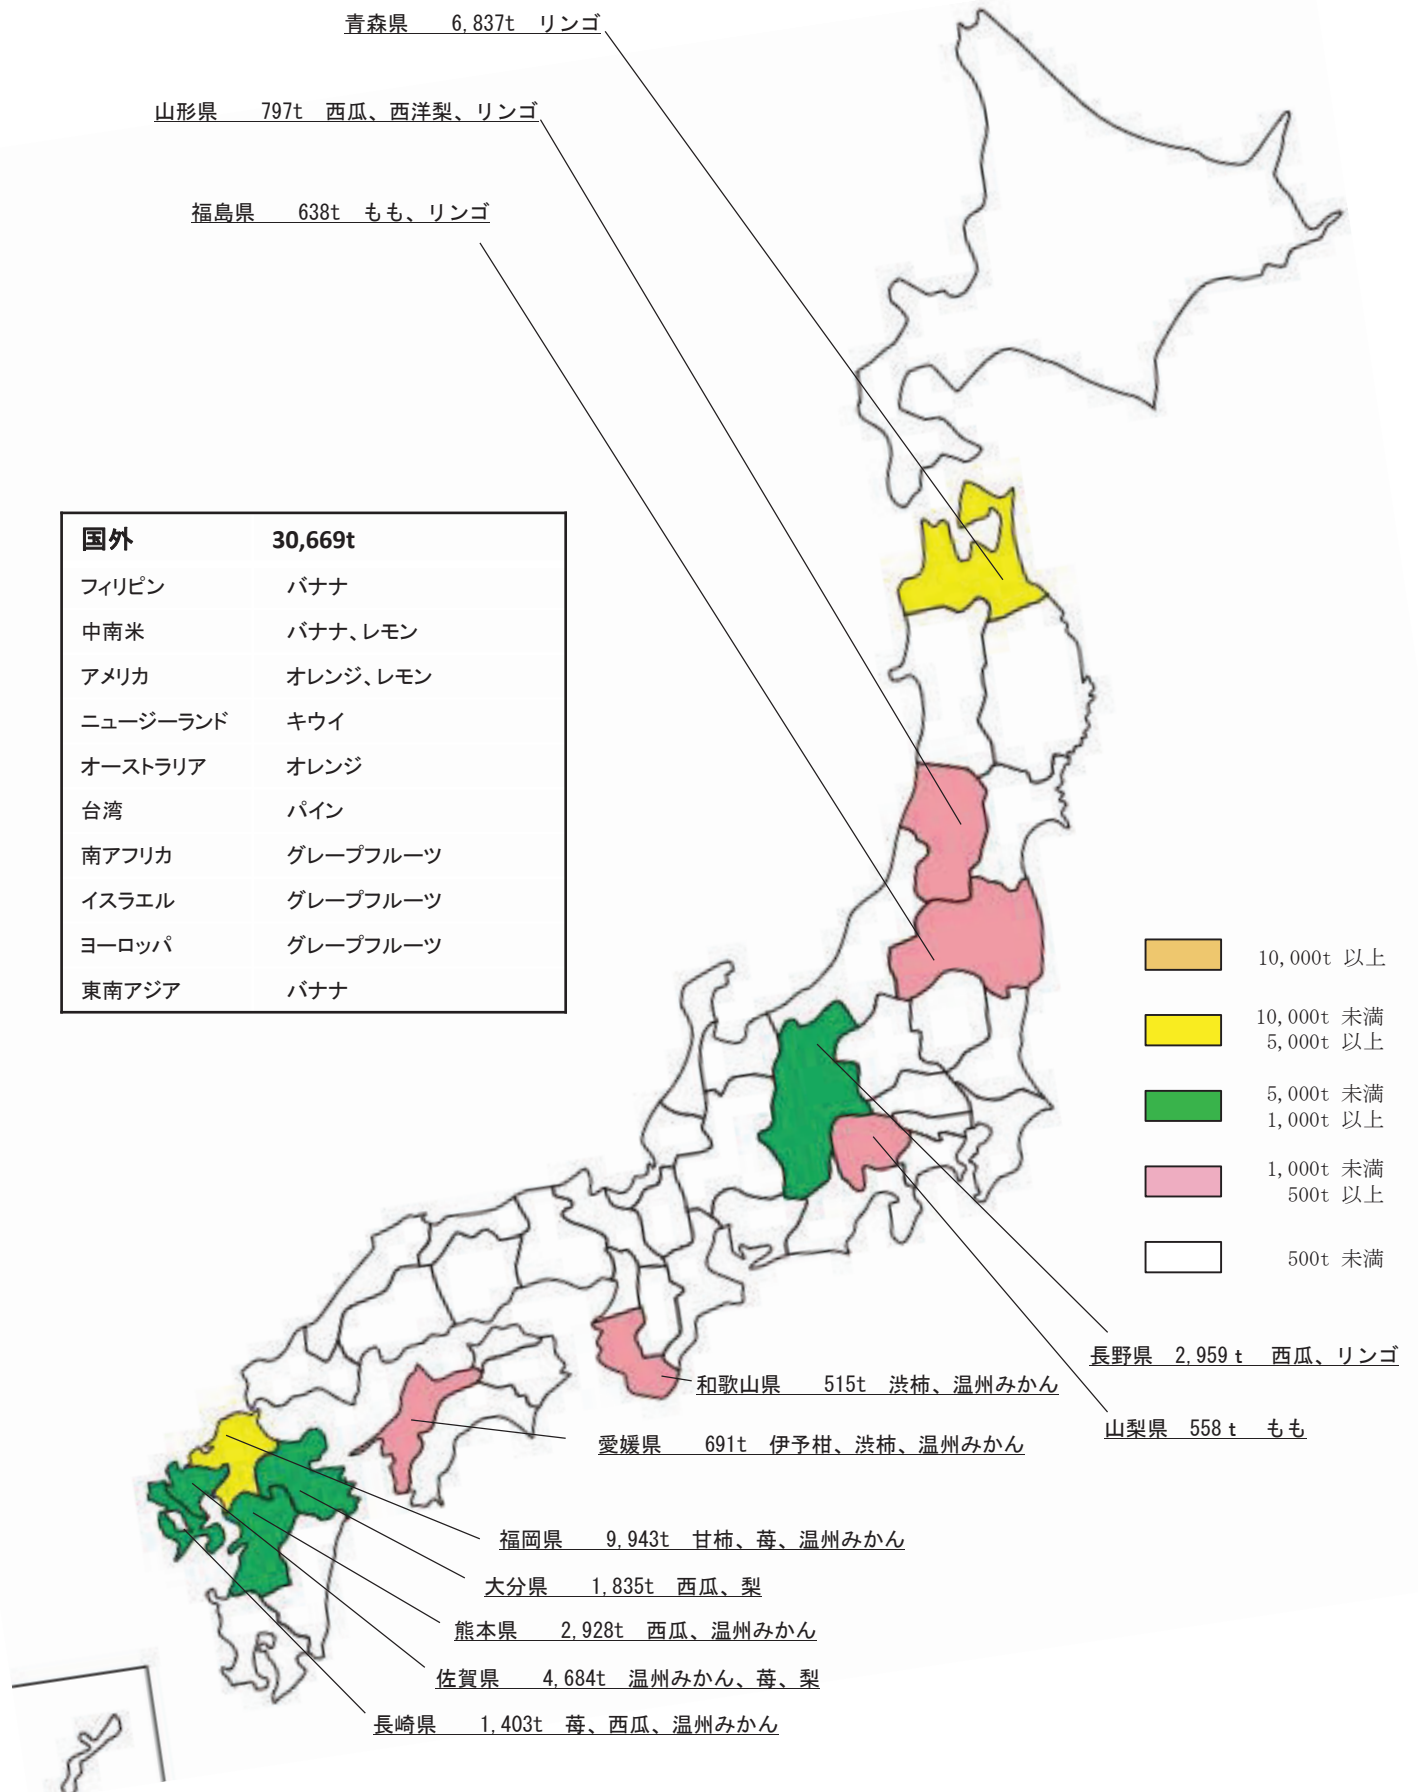 青森県 6,837t リンゴ
山形県 797t 西瓜、西洋梨、リンゴ
福島県 638t もも、リンゴ
国外 30,669t
フィリピン バナナ
中南米 バナナ、レモン
アメリカ オレンジ、レモン
ニュージーランド キウイ
オーストラリア オレンジ
台湾 パイン
南アフリカ グレープフルーツ
イスラエル グレープフルーツ
ヨーロッパ グレープフルーツ
東南アジア バナナ
10,000t 以上
10,000t 未満
5,000t 以上
5,000t 未満
1,000t 以上
1,000t 未満
500t 以上
500t 未満
長野県 2,959ｔ 西瓜、リンゴ
和歌山県 515t 渋柿、温州みかん
山梨県 558ｔ もも
愛媛県 691t 伊予柑、渋柿、温州みかん
福岡県 9,943t 甘柿、苺、温州みかん
大分県 1,835t 西瓜、梨
熊本県 2,928t 西瓜、温州みかん
佐賀県 4,684t 温州みかん、苺、梨
長崎県 1,403t 苺、西瓜、温州みかん